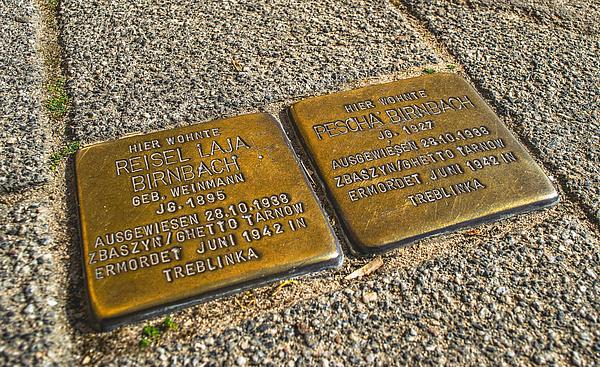 HIER WOHNTE
REISEL LAJA
BIRNBACH
GEB. WEINMANN
JG. 1895
AUSGEWIESEN 28.10.1938
ZBASZYN/GHETTO TARNOW
ERMORDET JUNI 1942 IN
TREBLINKA
HIER WOHNTE
PESCHA BIRNBACH
JG. 1927
AUSGEWIESEN 28.10.1938
ZBASZYN/GHETTO TARNOW
ERMORDET JUNI 1942 IN
TREBLINKA